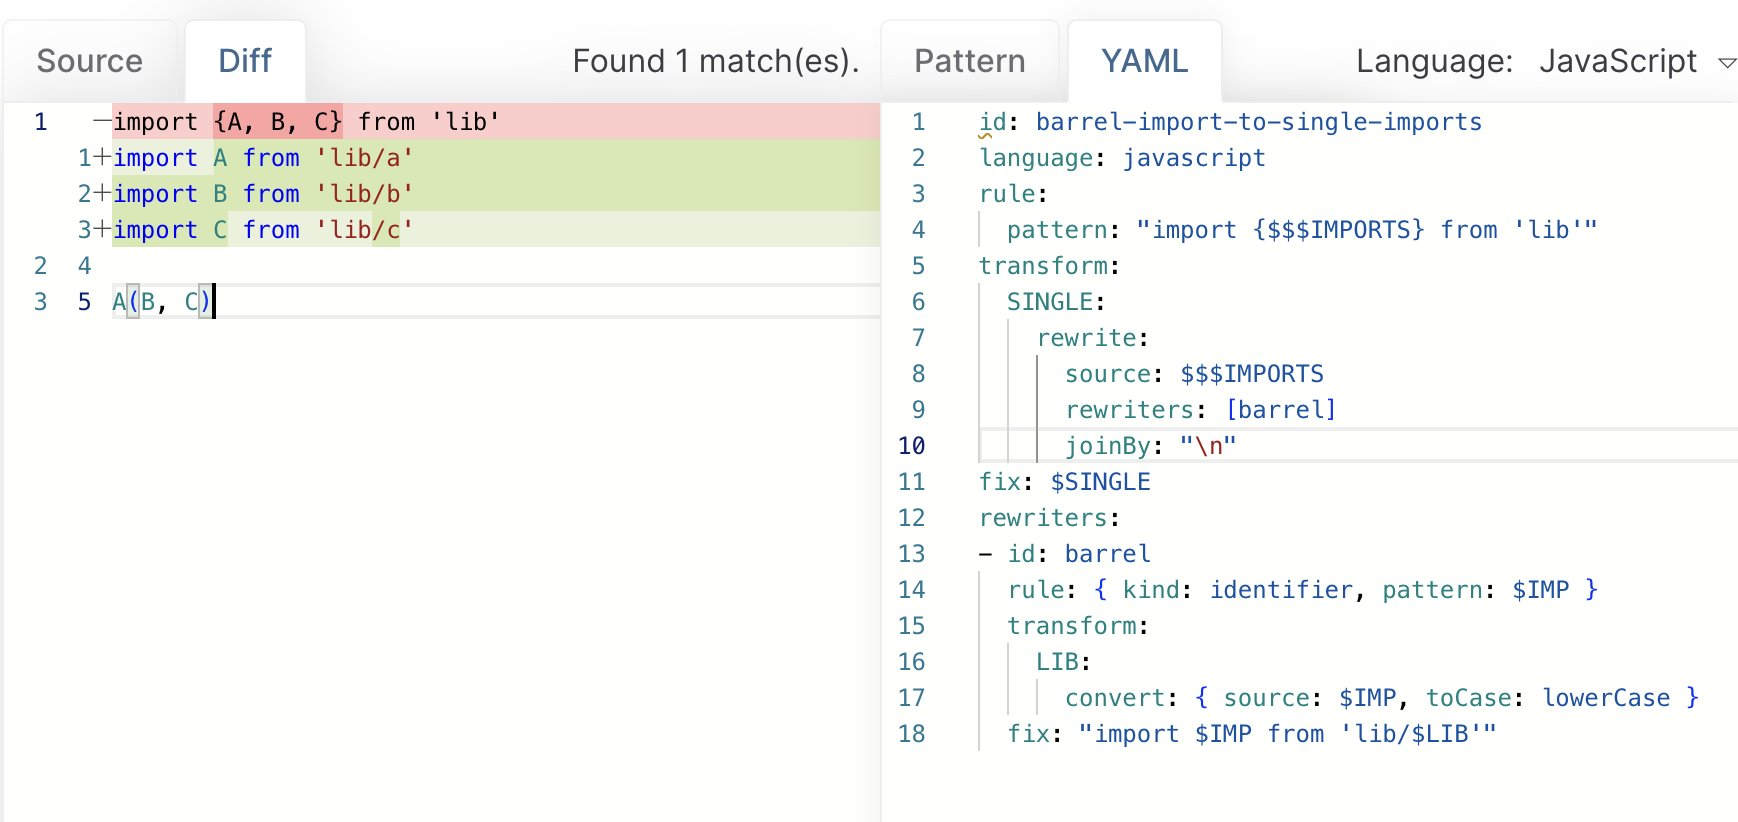 Source Diff Found 1 match(es).
1 —import {A, B, C} from 'lib'
1+import A from 'lib/a'
2+import B from 'lib/b'
3+import C from 'lib/c'
2 4
3 5 A(B, C)
Pattern YAML Language: JavaScript
1 id: barrel-import-to-single-imports
2 language: javascript
3 rule:
4 pattern: "import {$$$IMPORTS} from 'lib'"
5 transform:
6 SINGLE:
7 rewrite:
8 source: $$$IMPORTS
9 rewriters: [barrel]
10 joinBy: "\n"
11 fix: $SINGLE
12 rewriters:
13 - id: barrel
14 rule: { kind: identifier, pattern: $IMP }
15 transform:
16 LIB:
17 convert: { source: $IMP, toCase: lowerCase }
18 fix: "import $IMP from 'lib/$LIB'"